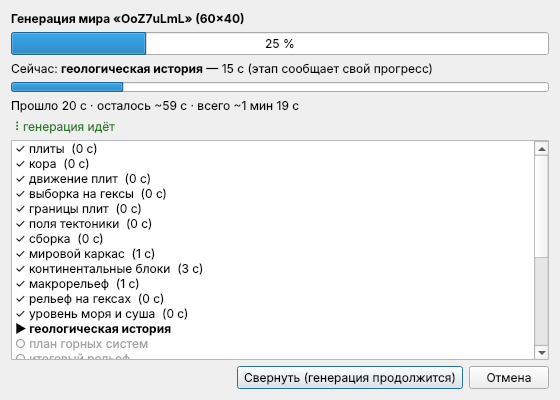 Генерация мира «OoZ7uLmL» (60×40)
25 %
Сейчас: геологическая история — 15 с (этап сообщает свой прогресс)
Прошло 20 с · осталось ~59 с · всего ~1 мин 19 с
⠇генерация идёт
✓ плиты (0 с)
✓ кора (0 с)
✓ движение плит (0 с)
✓ выборка на гексы (0 с)
✓ границы плит (0 с)
✓ поля тектоники (0 с)
✓ сборка (0 с)
✓ мировой каркас (1 с)
✓ континентальные блоки (3 с)
✓ макрорельеф (1 с)
✓ рельеф на гексах (0 с)
✓ уровень моря и суша (0 с)
▶ геологическая история
○ план горных систем
○ итоговый рельеф
Свернуть (генерация продолжится)
Отмена